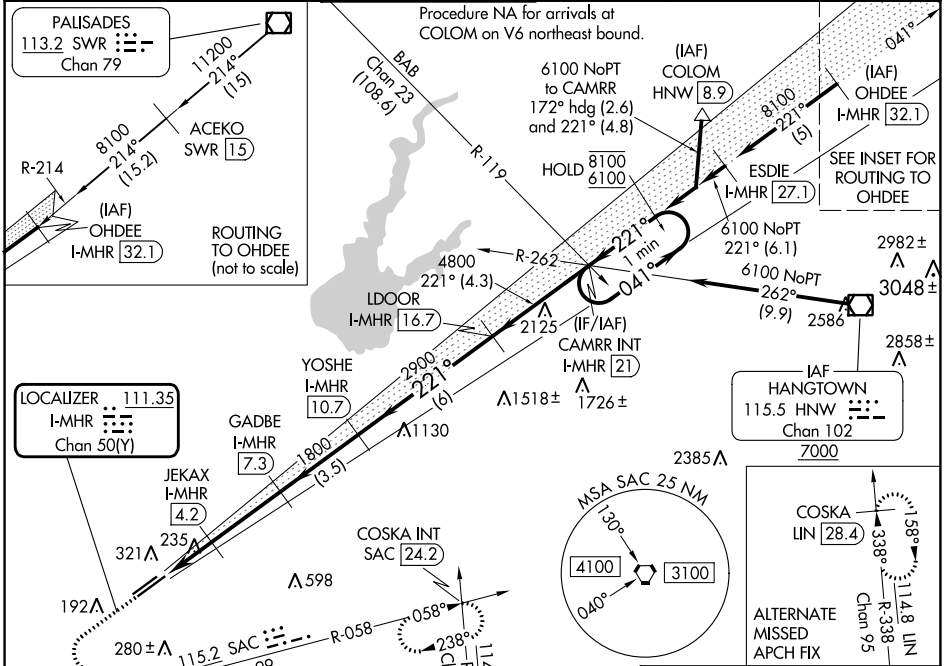 PALISADES
113.2 SWR
Chan 79
11200
214°
(15)
8100
214°
(15.2)
ACEKO
SWR 15
R-214
(IAF)
OHDEE
I-MHR 32.1
ROUTING
TO OHDEE
(not to scale)
Procedure NA for arrivals at
COLOM on V6 northeast bound.
BAB
Chan 23
(108.6)
R-119
6100 NoPT
to CAMRR
172° hdg (2.6)
and 221° (4.8)
(IAF)
COLOM
HNW 8.9
041°
(IAF)
OHDEE
I-MHR 32.1
8100
221°
(5)
HOLD 8100
6100
ESDIE
I-MHR 27.1
SEE INSET FOR
ROUTING TO
OHDEE
6100 NoPT
221° (6.1)
221°
1 min
041°
R-262
6100 NoPT
262°
(9.9)
2982 ±
3048 ±
2586
2858 ±
4800
221° (4.3)
LDOOR
I-MHR 16.7
2125
(IF/IAF)
CAMRR INT
I-MHR 21
IAF
HANGTOWN
115.5 HNW
Chan 102
7000
2900
221°
(6)
1518 ±
1726 ±
YOSHE
I-MHR
10.7
1130
LOCALIZER 111.35
I-MHR
Chan 50(Y)
GADBE
I-MHR
7.3
1800
(3.5)
JEKAX
I-MHR
4.2
2385
MSA SAC 25 NM
130°
4100
3100
040°
COSKA
LIN 28.4
158°
338°
114.8 LIN
R-338
Chan 95
ALTERNATE
MISSED
APCH FIX
321
235
COSKA INT
SAC 24.2
598
192
280 ±
115.2 SAC
R-058
058°
238°